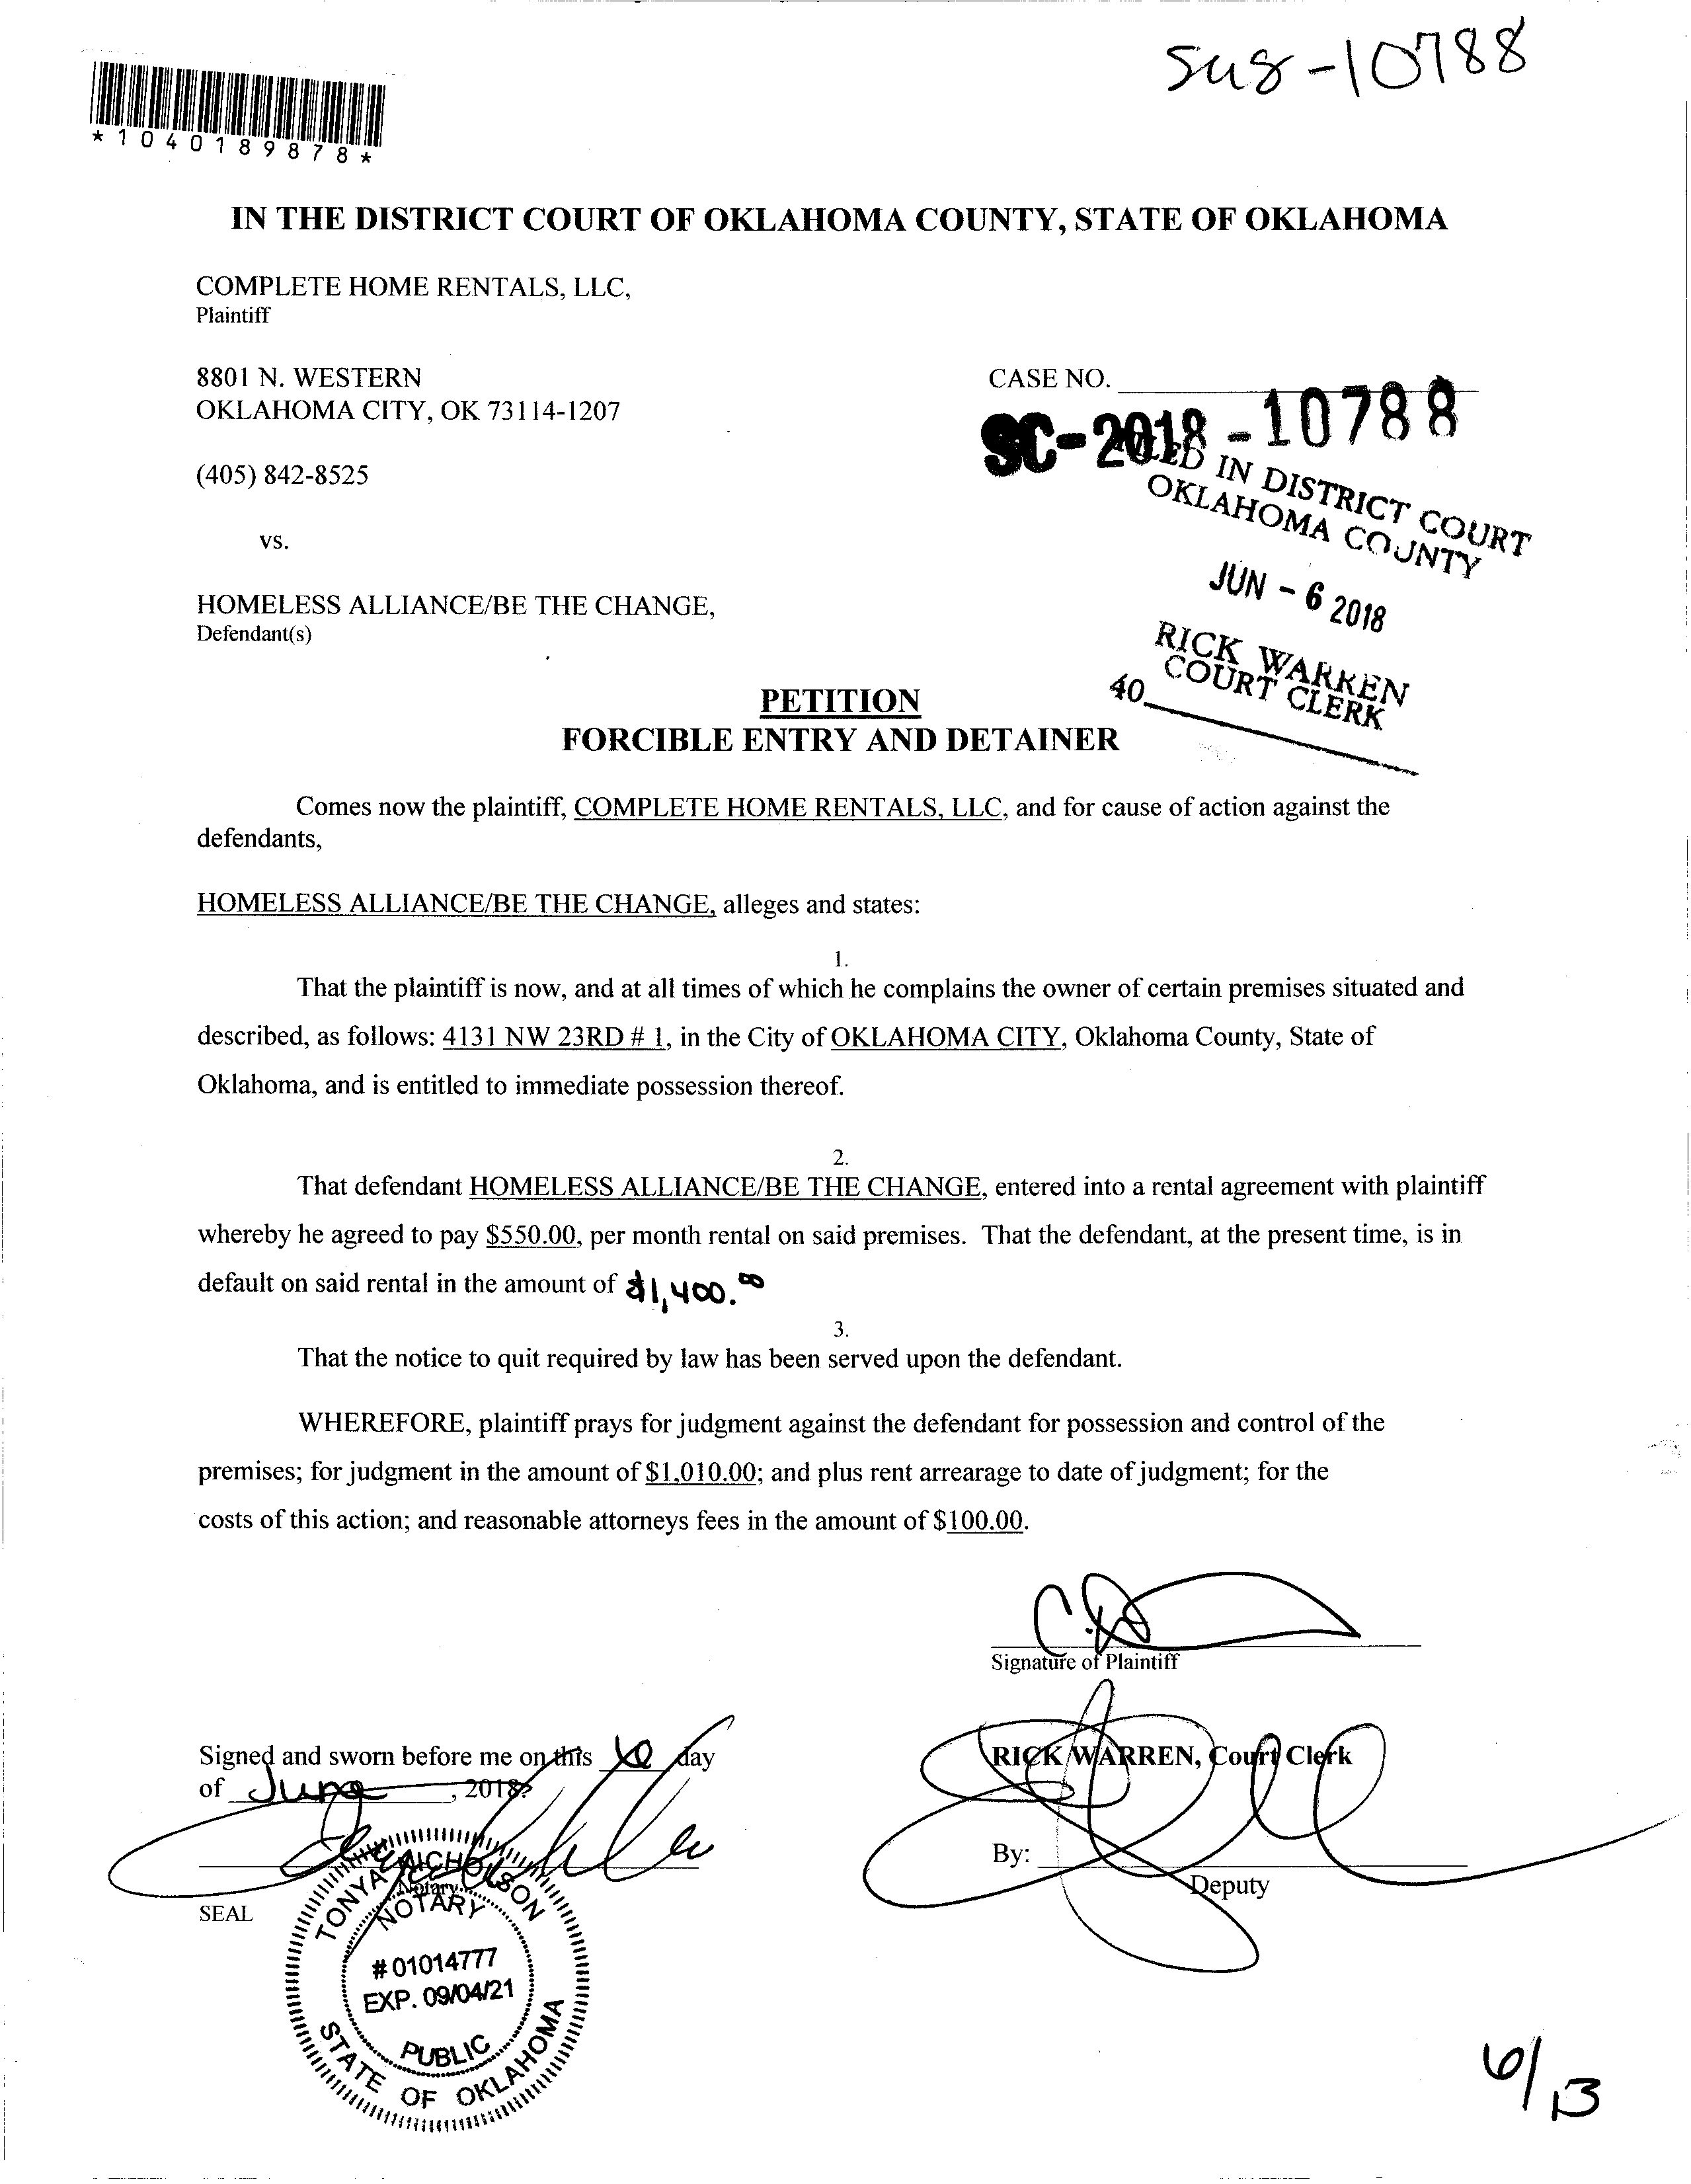 SC18-10788
*1040189878*
IN THE DISTRICT COURT OF OKLAHOMA COUNTY, STATE OF OKLAHOMA
COMPLETE HOME RENTALS, LLC,
Plaintiff
8801 N. WESTERN
OKLAHOMA CITY, OK 73114-1207
CASE NO.
SC-2018-10788
(405) 842-8525
FILED IN DISTRICT COURT
OKLAHOMA COUNTY
JUN - 6 2018
RICK WARREN
COURT CLERK
40
vs.
HOMELESS ALLIANCE/BE THE CHANGE,
Defendant(s)
PETITION
FORCIBLE ENTRY AND DETAINER
Comes now the plaintiff, COMPLETE HOME RENTALS, LLC, and for cause of action against the
defendants,
HOMELESS ALLIANCE/BE THE CHANGE, alleges and states:
1.
That the plaintiff is now, and at all times of which he complains the owner of certain premises situated and
described, as follows: 4131 NW 23RD # 1, in the City of OKLAHOMA CITY, Oklahoma County, State of
Oklahoma, and is entitled to immediate possession thereof.
2.
That defendant HOMELESS ALLIANCE/BE THE CHANGE, entered into a rental agreement with plaintiff
whereby he agreed to pay $550.00, per month rental on said premises. That the defendant, at the present time, is in
default on said rental in the amount of $1,400.00
3.
That the notice to quit required by law has been served upon the defendant.
WHEREFORE, plaintiff prays for judgment against the defendant for possession and control of the
premises; for judgment in the amount of $1,010.00; and plus rent arrearage to date of judgment; for the
costs of this action; and reasonable attorneys fees in the amount of $100.00.
Signature of Plaintiff
Signed and sworn before me on this 6 day
of June, 2018
RICK WARREN, Court Clerk
By:
Deputy
Notary
SEAL
TONYA NICHOLSON
NOTARY
#01014777
EXP. 09/04/21
PUBLIC
STATE OF OKLAHOMA
6/13